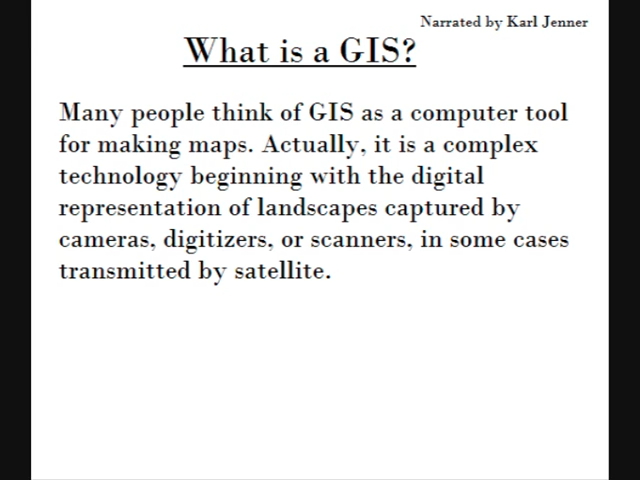 Narrated by Karl Jenner
What is a GIS?
Many people think of GIS as a computer tool
for making maps. Actually, it is a complex
technology beginning with the digital
representation of landscapes captured by
cameras, digitizers, or scanners, in some cases
transmitted by satellite.